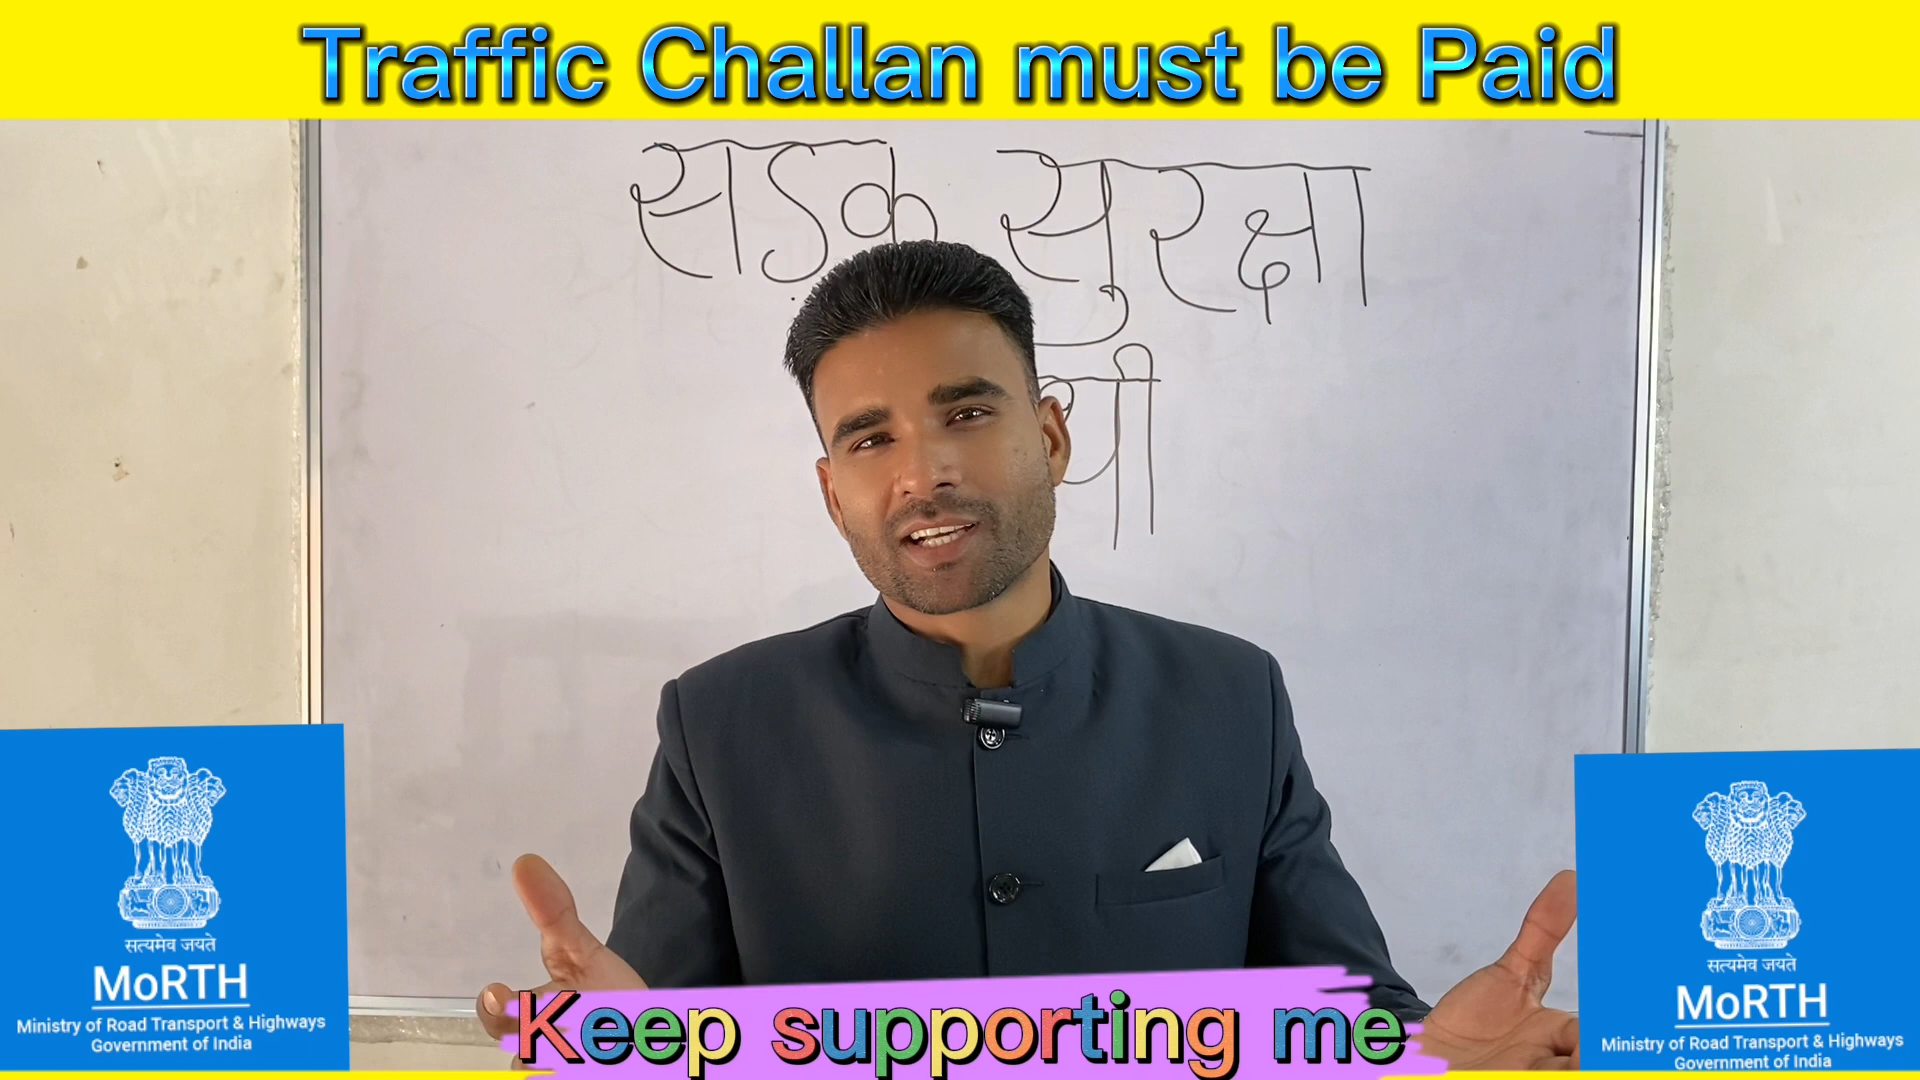 Traffic Challan must be Paid
सड़क सुरक्षा
सत्यमेव जयते
MoRTH
Ministry of Road Transport & Highways
Government of India
सत्यमेव जयते
MoRTH
Ministry of Road Transport & Highways
Government of India
Keep supporting me